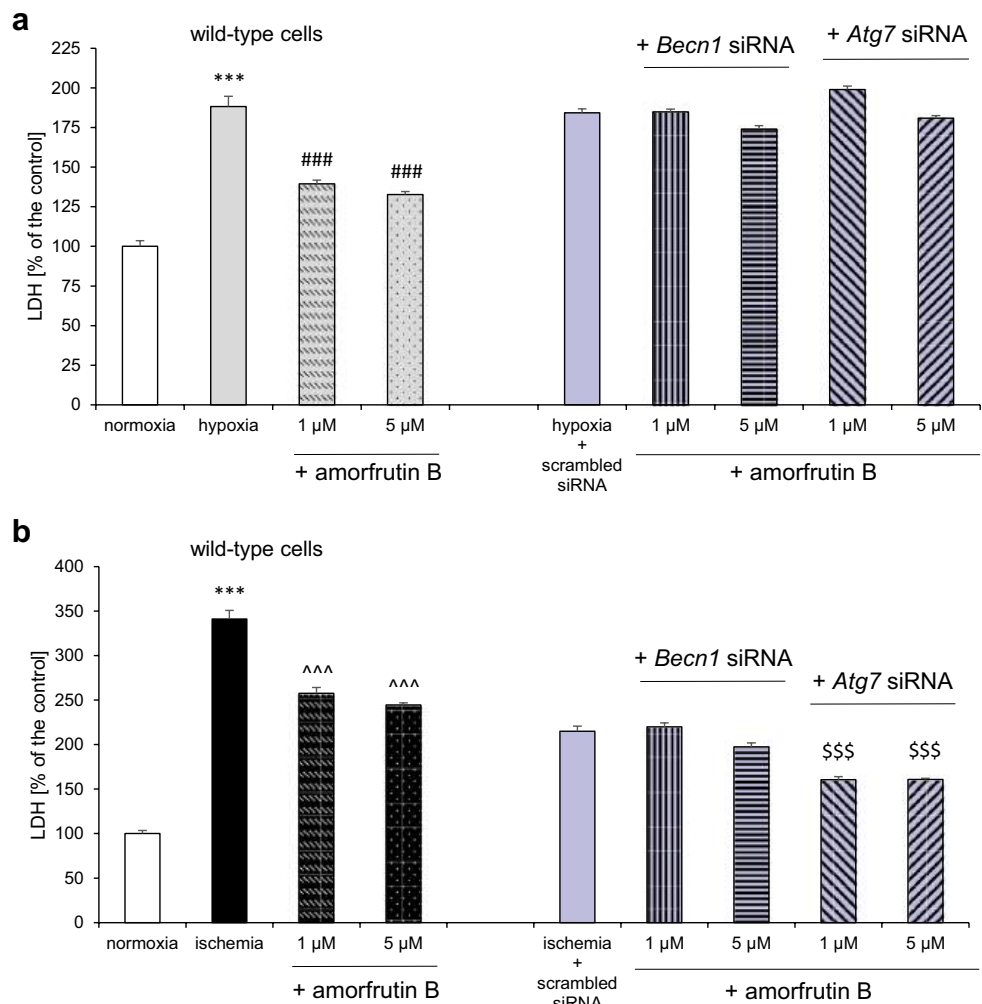 a
wild-type cells
+ Becn1 siRNA
+ Atg7 siRNA
LDH [% of the control]
225
200
175
150
125
100
75
50
25
0
***
###
###
normoxia
hypoxia
1 µM
5 µM
+ amorfrutin B
hypoxia
+
scrambled
siRNA
1 µM
5 µM
1 µM
5 µM
+ amorfrutin B
b
wild-type cells
+ Becn1 siRNA
+ Atg7 siRNA
LDH [% of the control]
400
350
300
250
200
150
100
50
0
***
^^^
^^^
$$$
$$$
normoxia
ischemia
1 µM
5 µM
+ amorfrutin B
ischemia
+
scrambled
siRNA
1 µM
5 µM
1 µM
5 µM
+ amorfrutin B